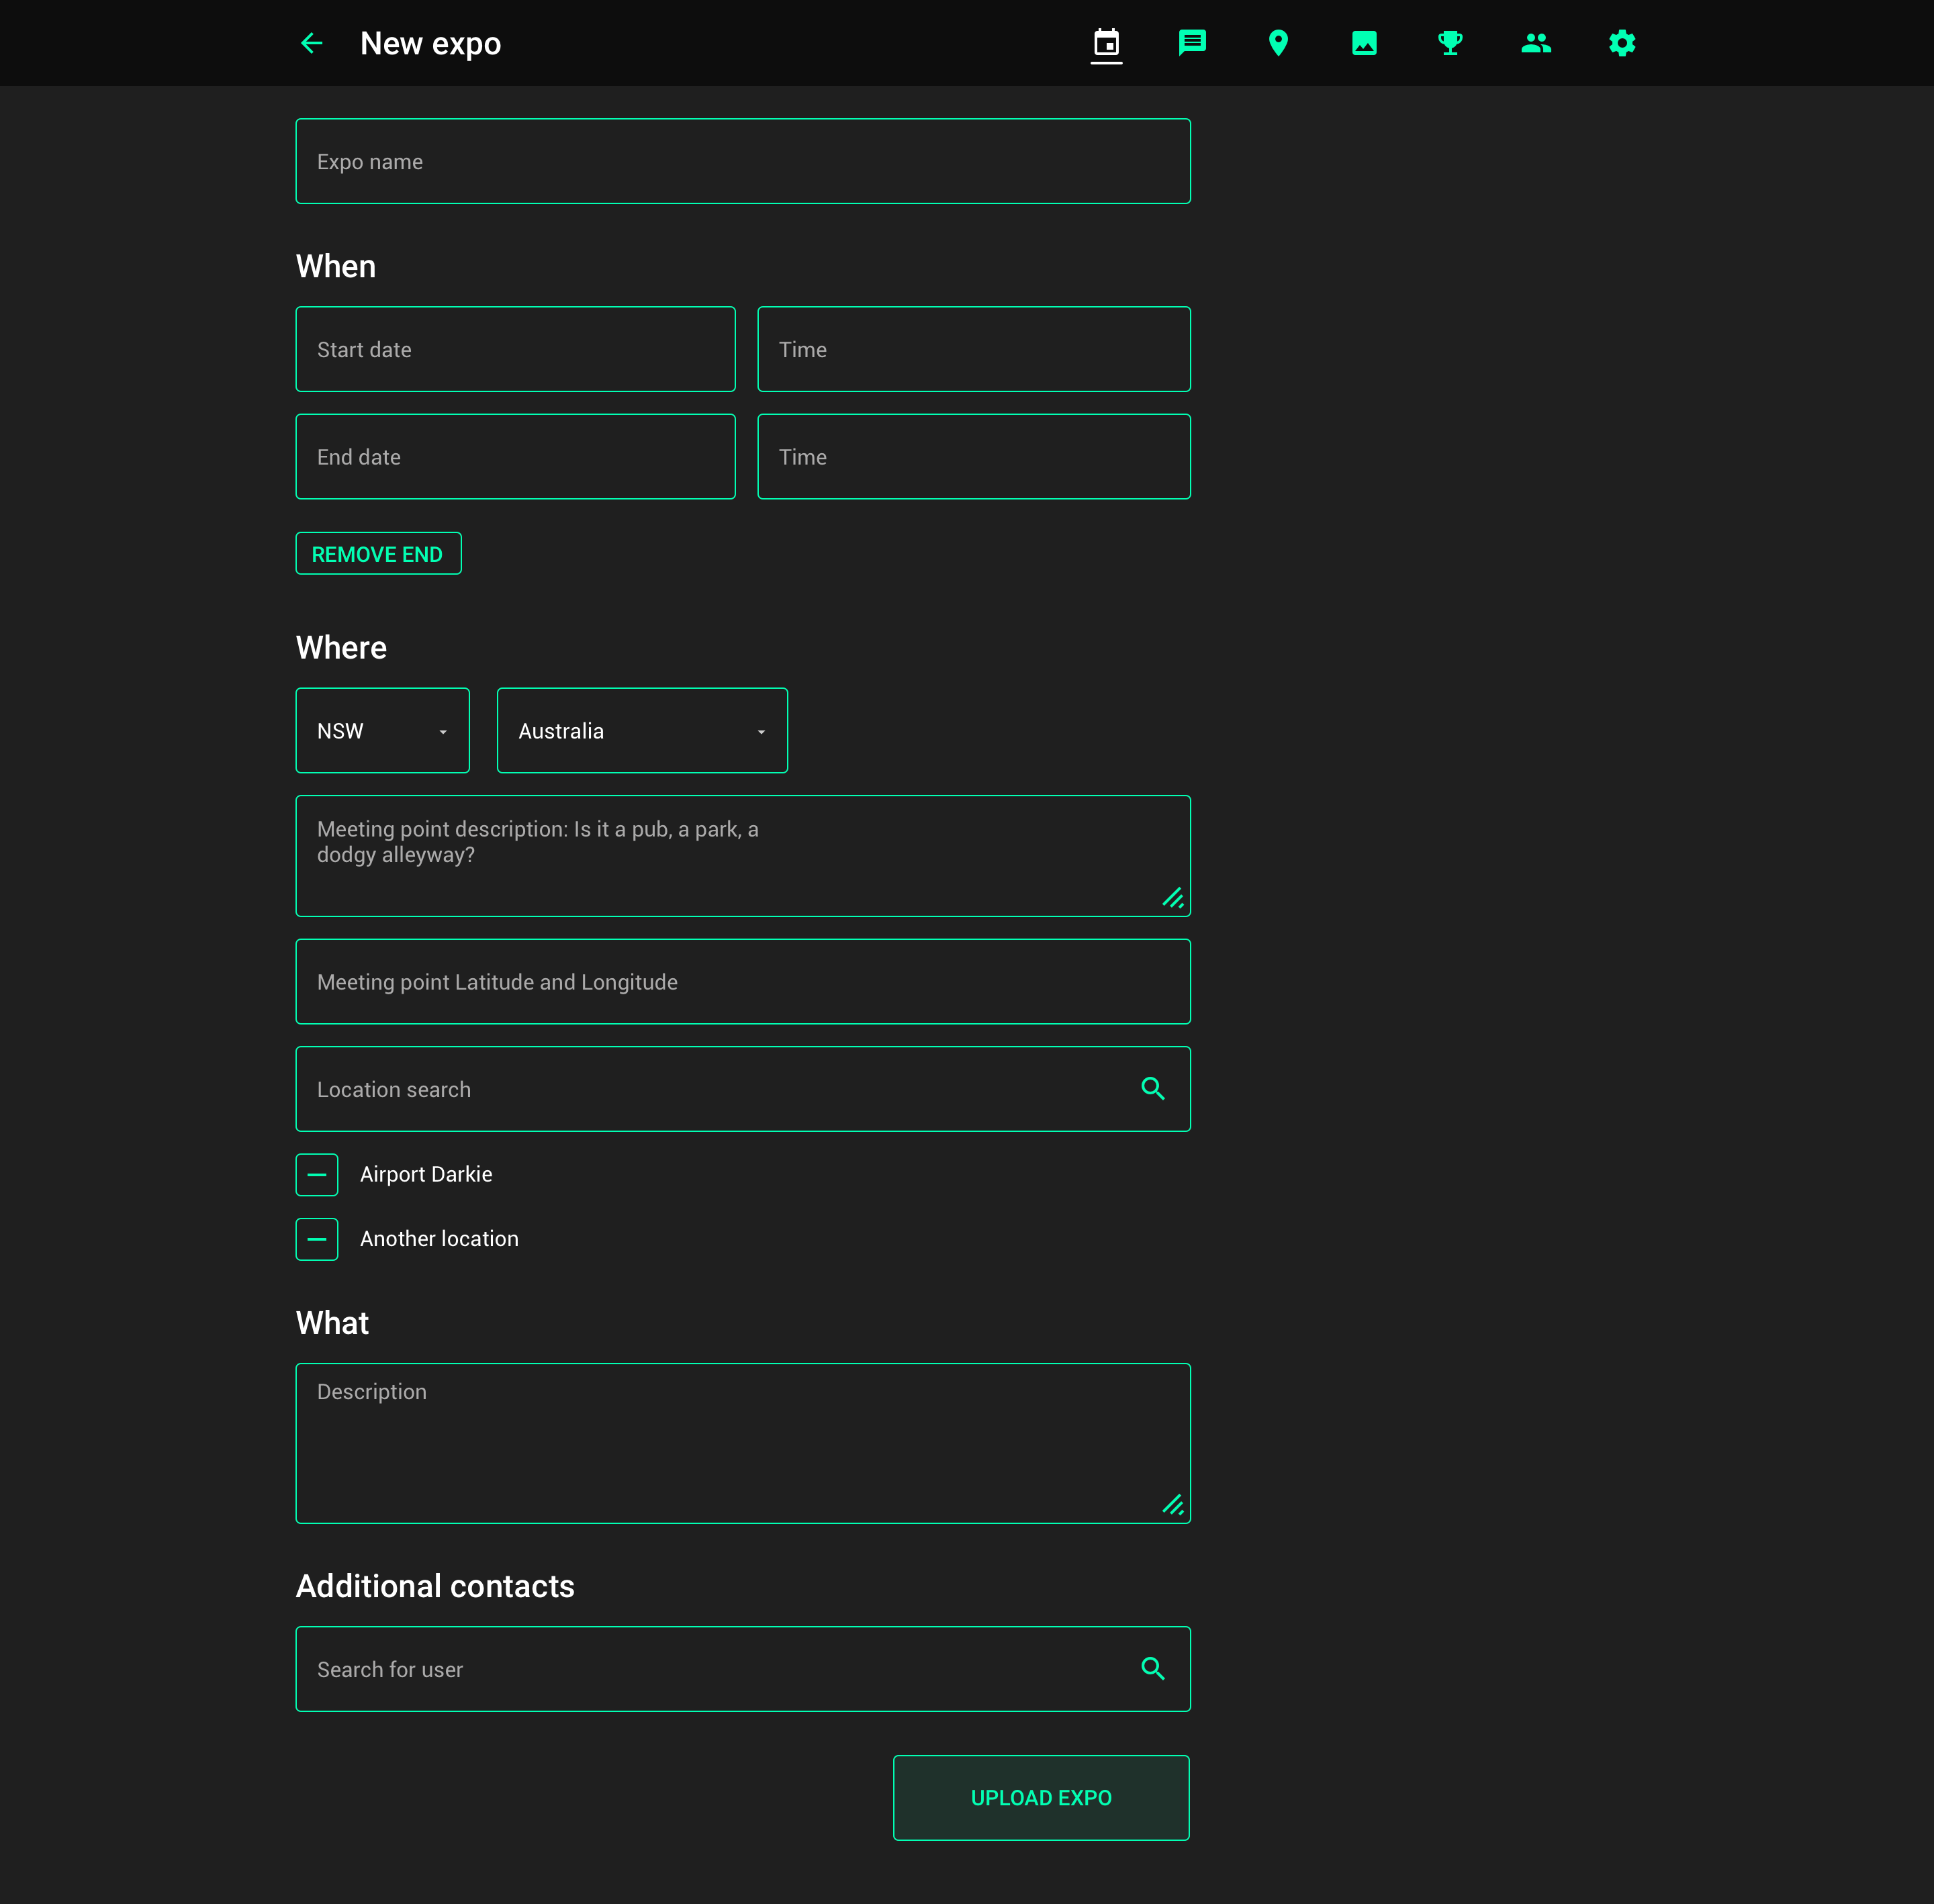 New expo
Expo name
When
Start date
Time
End date
Time
REMOVE END
Where
NSW
Australia
Meeting point description: Is it a pub, a park, a
dodgy alleyway?
Meeting point Latitude and Longitude
Location search
Airport Darkie
Another location
What
Description
Additional contacts
Search for user
UPLOAD EXPO